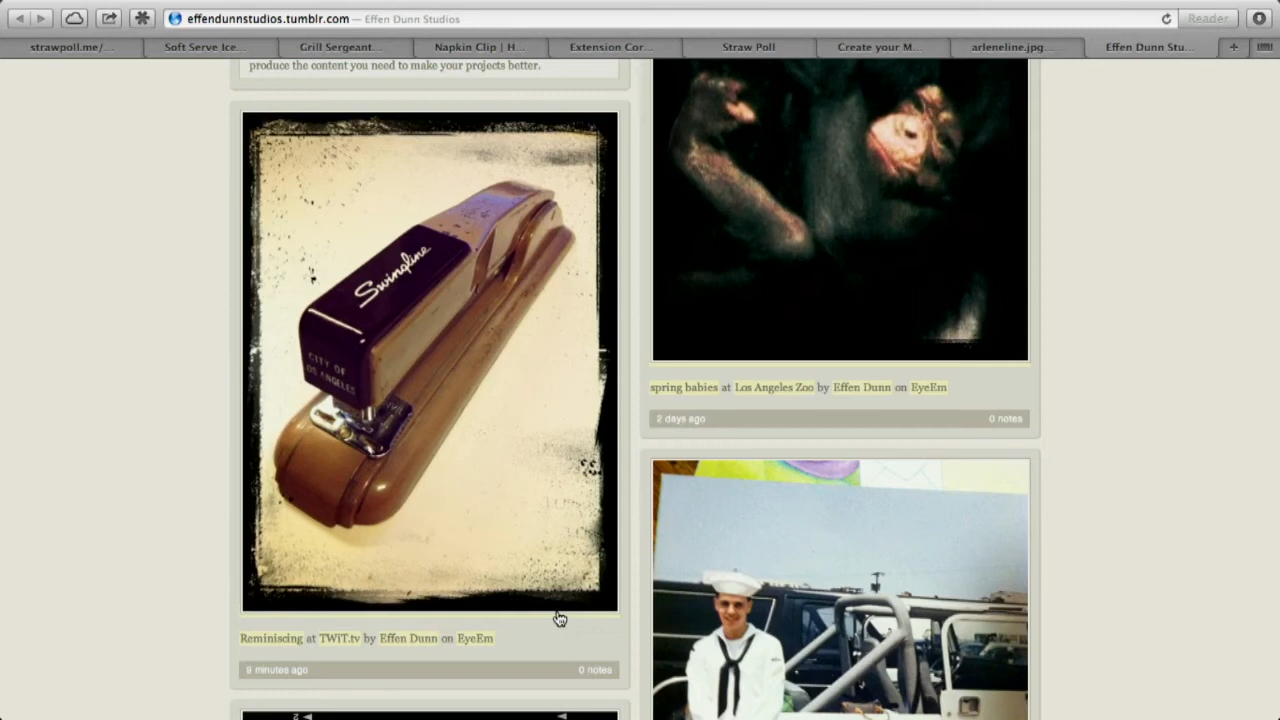 effendunnstudios.tumblr.com — Effen Dunn Studios
Reader
strawpoll.me/...
Soft Serve Ice...
Grill Sergeant...
Napkin Clip | H...
Extension Cor...
Straw Poll
Create your M...
arleneline.jpg...
Effen Dunn Stu...
produce the content you need to make your projects better.
Swingline
CITY OF
LOS ANGELES
Reminiscing at TWiT.tv by Effen Dunn on EyeEm
9 minutes ago
0 notes
spring babies at Los Angeles Zoo by Effen Dunn on EyeEm
2 days ago
0 notes